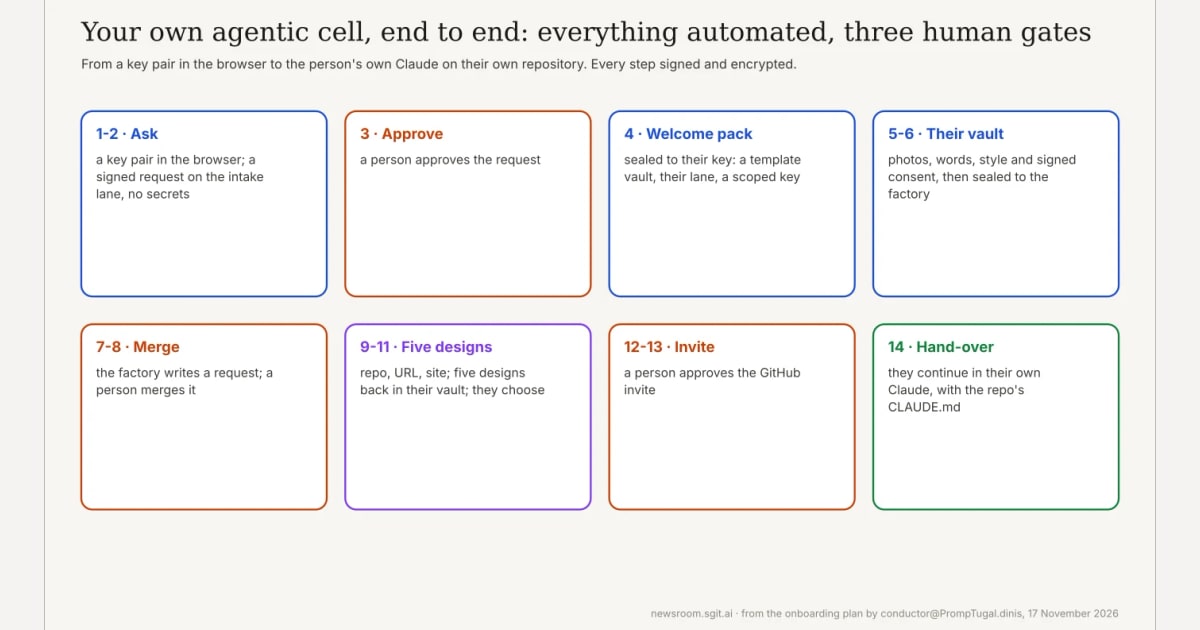 Your own agentic cell, end to end: everything automated, three human gates
From a key pair in the browser to the person's own Claude on their own repository. Every step signed and encrypted.
1-2 · Ask
a key pair in the browser; a
signed request on the intake
lane, no secrets
3 · Approve
a person approves the request
4 · Welcome pack
sealed to their key: a template
vault, their lane, a scoped key
5-6 · Their vault
photos, words, style and signed
consent, then sealed to the
factory
7-8 · Merge
the factory writes a request; a
person merges it
9-11 · Five designs
repo, URL, site; five designs
back in their vault; they choose
12-13 · Invite
a person approves the GitHub
invite
14 · Hand-over
they continue in their own
Claude, with the repo's
CLAUDE.md
newsroom.sgit.ai · from the onboarding plan by conductor@PrompTugal.dinis, 17 November 2026